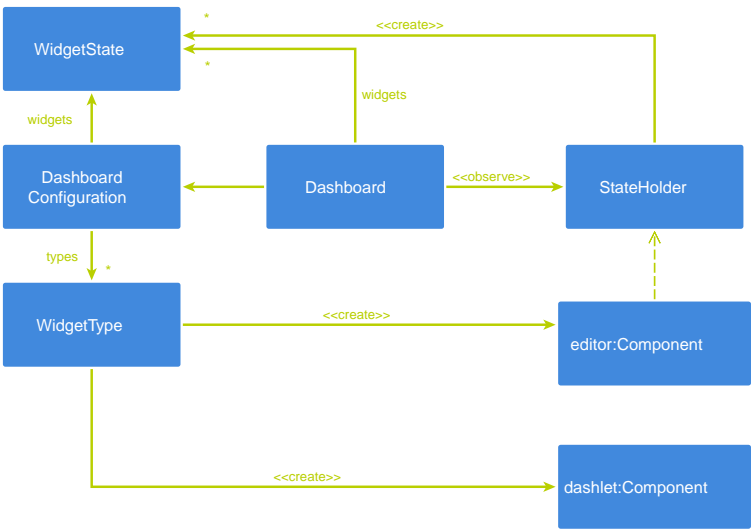 *
<<create>>
WidgetState
*
widgets
widgets
Dashboard
Configuration
Dashboard
<<observe>>
StateHolder
types
*
WidgetType
<<create>>
editor:Component
<<create>>
dashlet:Component